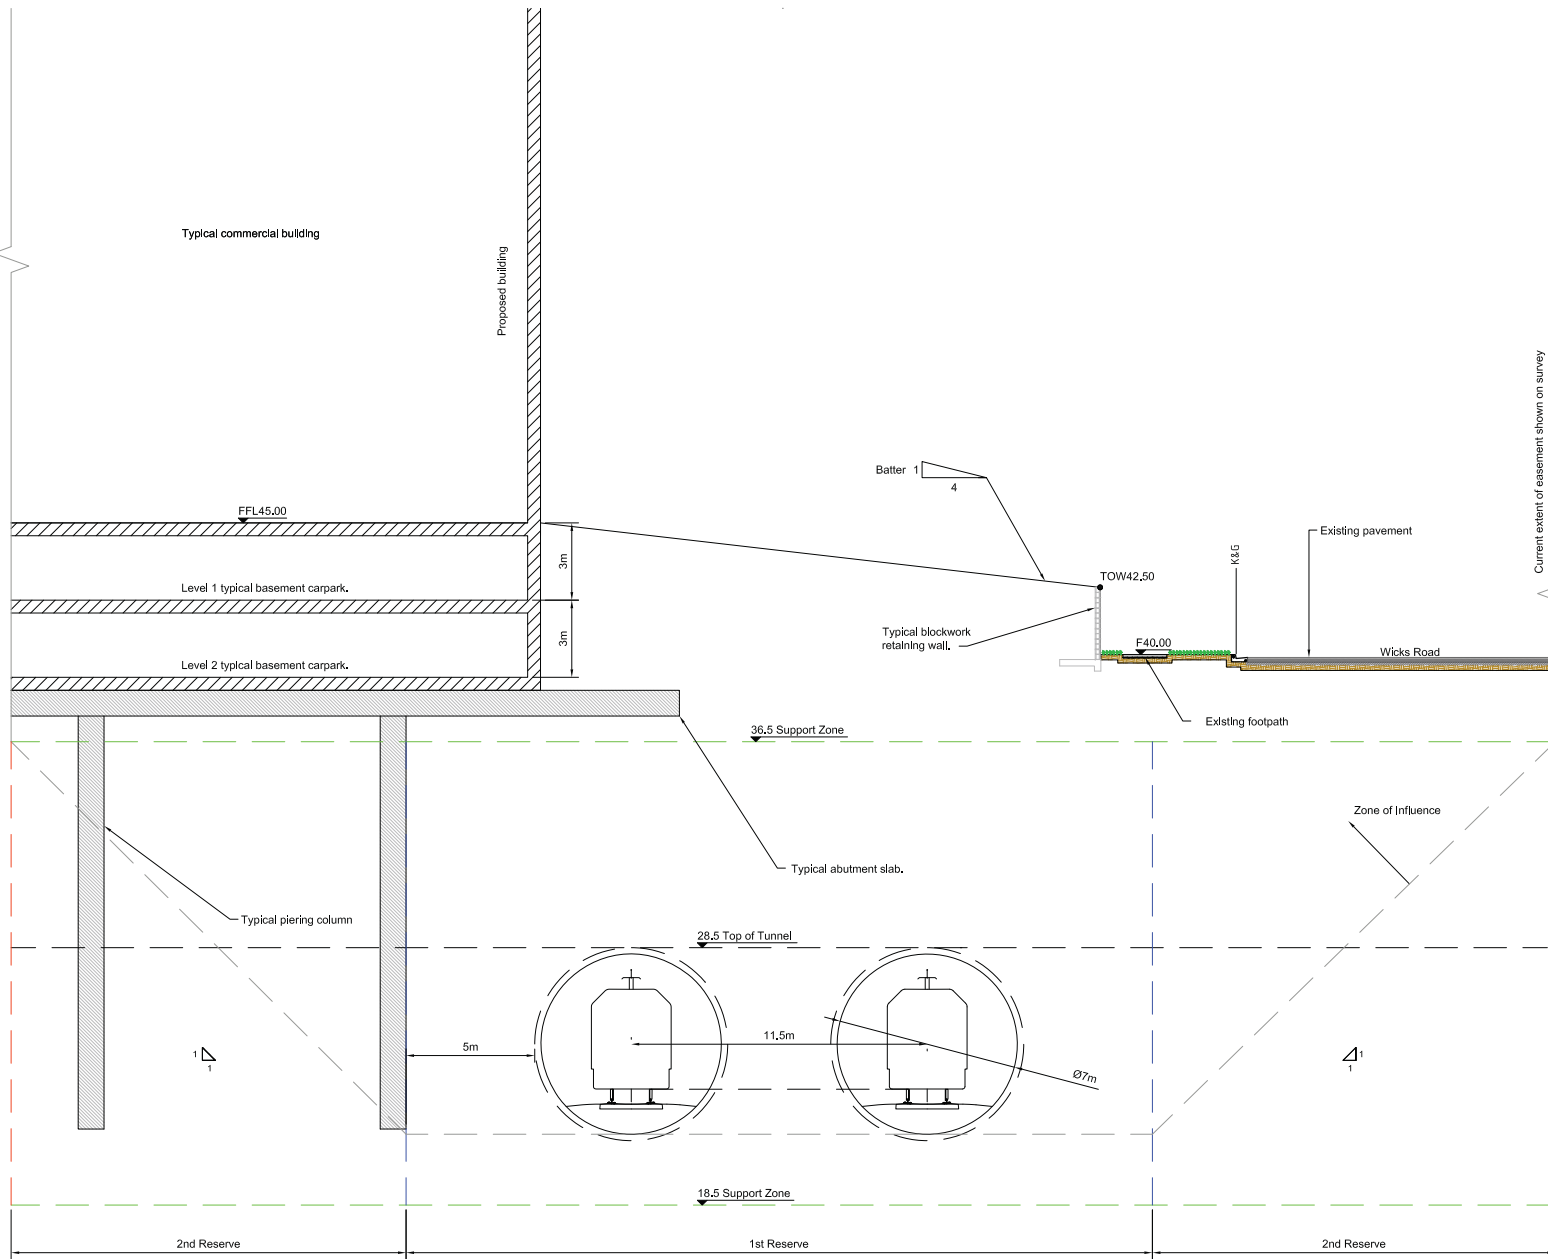 Typical commercial building
Proposed building
Current extent of easement shown on survey
Batter 1
4
FFL45.00
Existing pavement
K&G
3m
TOW42.50
Level 1 typical basement carpark.
Typical blockwork
retaining wall.
F40.00
3m
Wicks Road
Level 2 typical basement carpark.
Existing footpath
36.5 Support Zone
Zone of Influence
Typical abutment slab.
Typical piering column
28.5 Top of Tunnel
11.5m
5m
1
1
1
1
Ø7m
18.5 Support Zone
2nd Reserve
1st Reserve
2nd Reserve